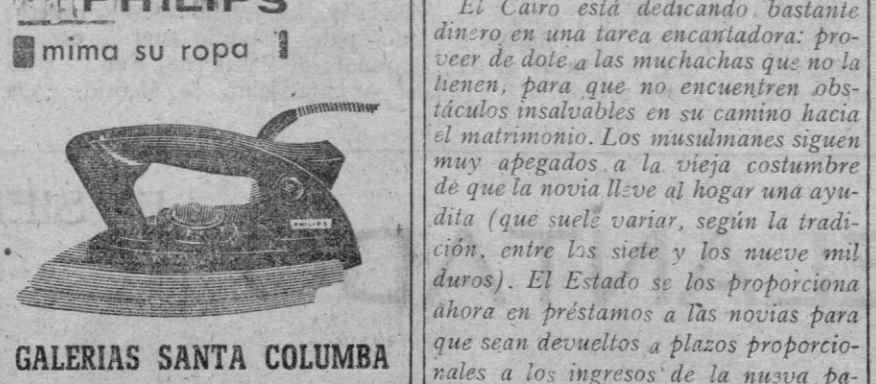 PHILIPS
mima su ropa
PHILIPS
GALERIAS SANTA COLUMBA
El Cairo está dedicando bastante
dinero en una tarea encantadora: pro-
veer de dote a las muchachas que no la
tienen, para que no encuentren obs-
táculos insalvables en su camino hacia
el matrimonio. Los musulmanes siguen
muy apegados a la vieja costumbre
de que la novia lleve al hogar una ayu-
dita (que suele variar, según la tradi-
ción, entre los siete y los nueve mil
duros). El Estado se los proporciona
ahora en préstamos a las novias para
que sean devueltos a plazos proporcio-
nales a los ingresos de la nueva pa-